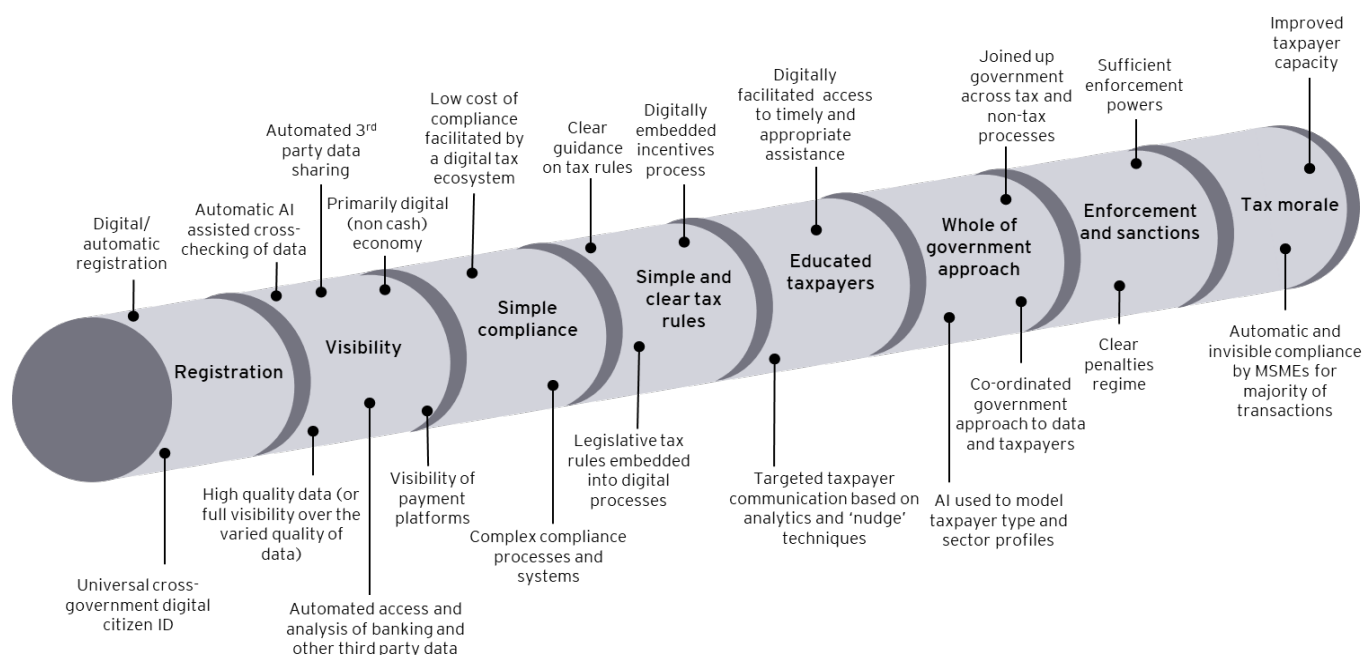 Digital/
automatic
registration
Automatic AI
assisted cross-
checking of data
Automated 3rd
party data
sharing
Primarily digital
(non cash)
economy
Low cost of
compliance
facilitated by
a digital tax
ecosystem
Clear
guidance
on tax rules
Digitally
embedded
incentives
process
Digitally
facilitated access
to timely and
appropriate
assistance
Joined up
government
across tax and
non-tax
processes
Sufficient
enforcement
powers
Improved
taxpayer
capacity
Registration
Visibility
Simple
compliance
Simple and
clear tax
rules
Educated
taxpayers
Whole of
government
approach
Enforcement
and sanctions
Tax morale
Universal cross-
government digital
citizen ID
High quality data (or
full visibility over the
varied quality of
data)
Automated access and
analysis of banking and
other third party data
Visibility of
payment
platforms
Complex compliance
processes and
systems
Legislative tax
rules embedded
into digital
processes
Targeted taxpayer
communication based on
analytics and ‘nudge’
techniques
AI used to model
taxpayer type and
sector profiles
Co-ordinated
government
approach to data
and taxpayers
Clear
penalties
regime
Automatic and
invisible compliance
by MSMEs for
majority of
transactions